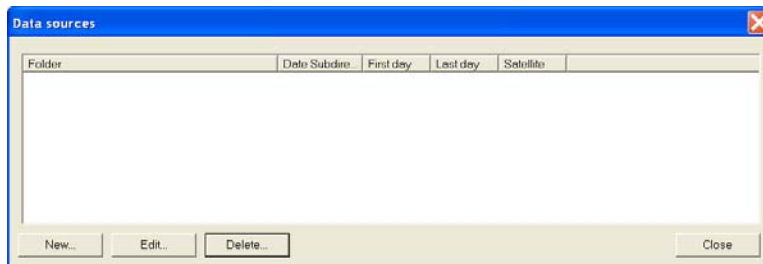 Data sources
Folder Date Subdire... First day Last day Satellite
New... Edit... Delete... Close